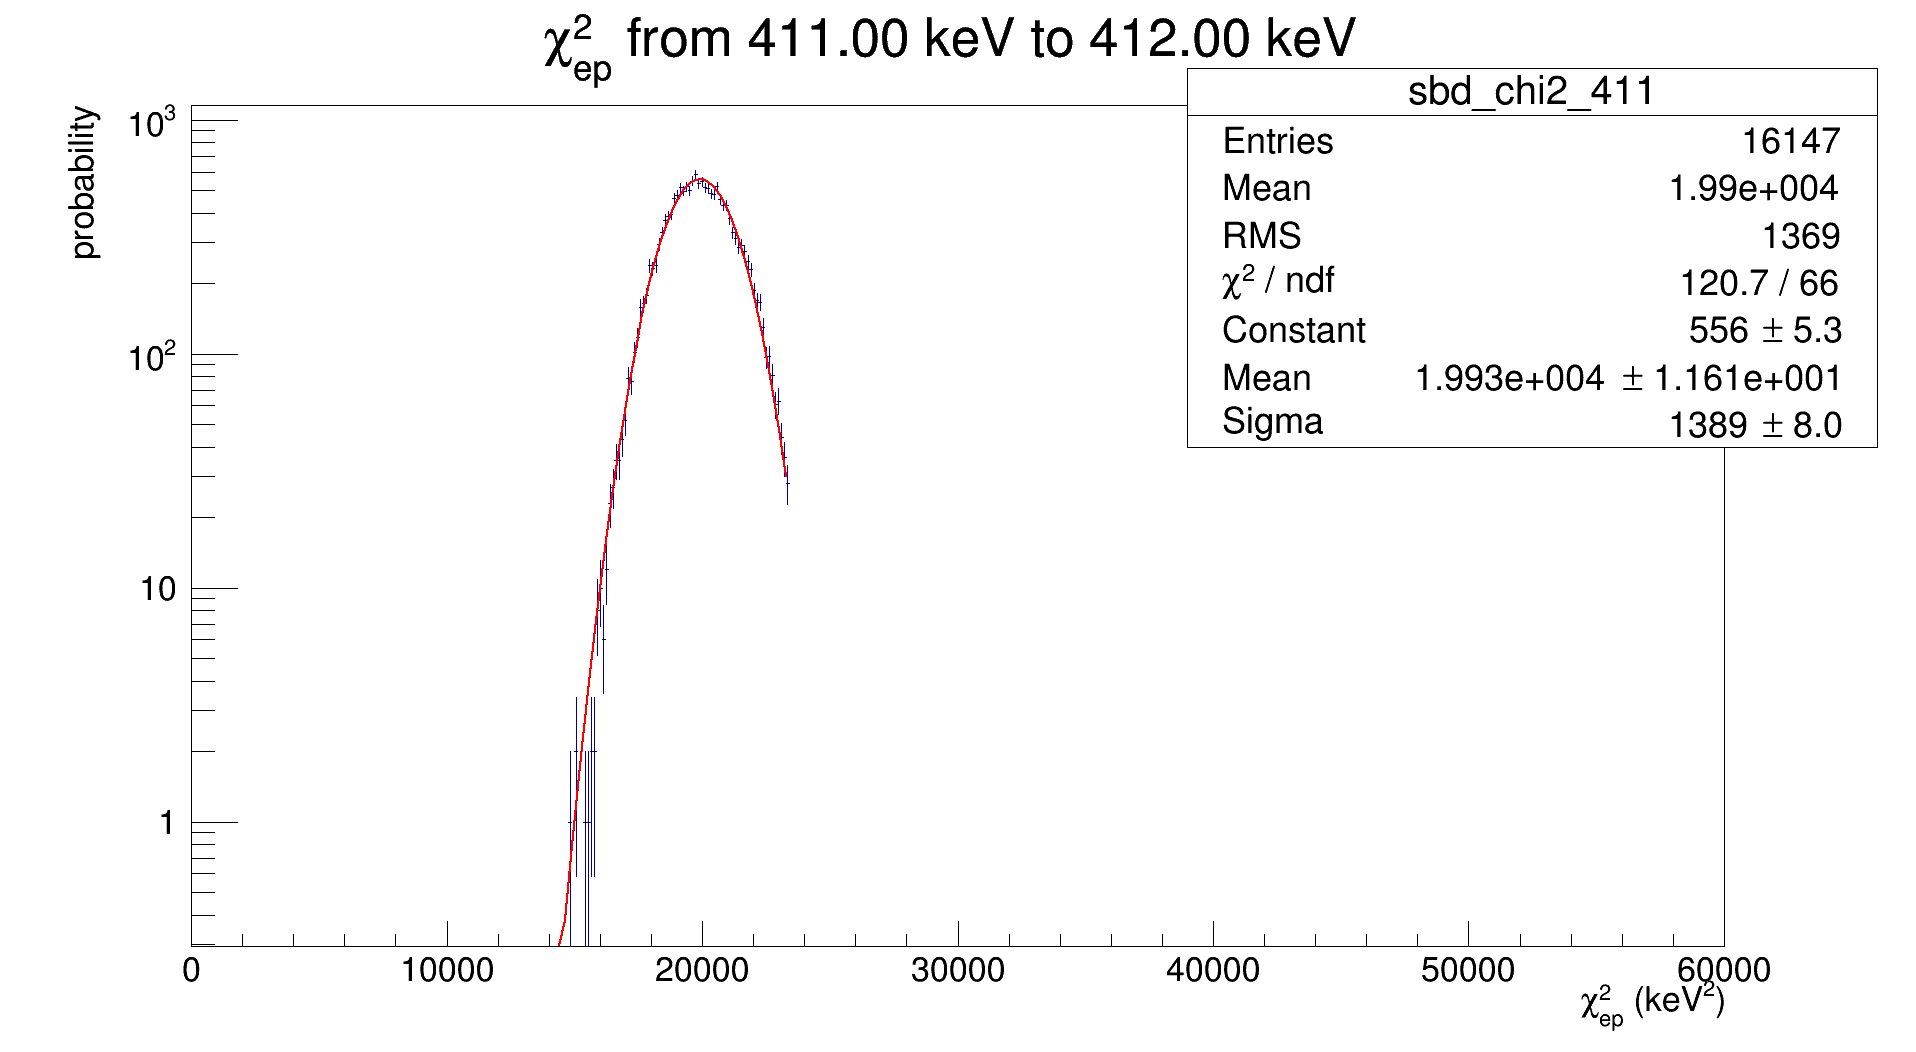 χ²ep from 411.00 keV to 412.00 keV
probability
10³
10²
10
1
sbd_chi2_411
Entries 16147
Mean 1.99e+004
RMS 1369
χ² / ndf 120.7 / 66
Constant 556 ± 5.3
Mean 1.993e+004 ± 1.161e+001
Sigma 1389 ± 8.0
0 10000 20000 30000 40000 50000 60000
χ²ep (keV²)